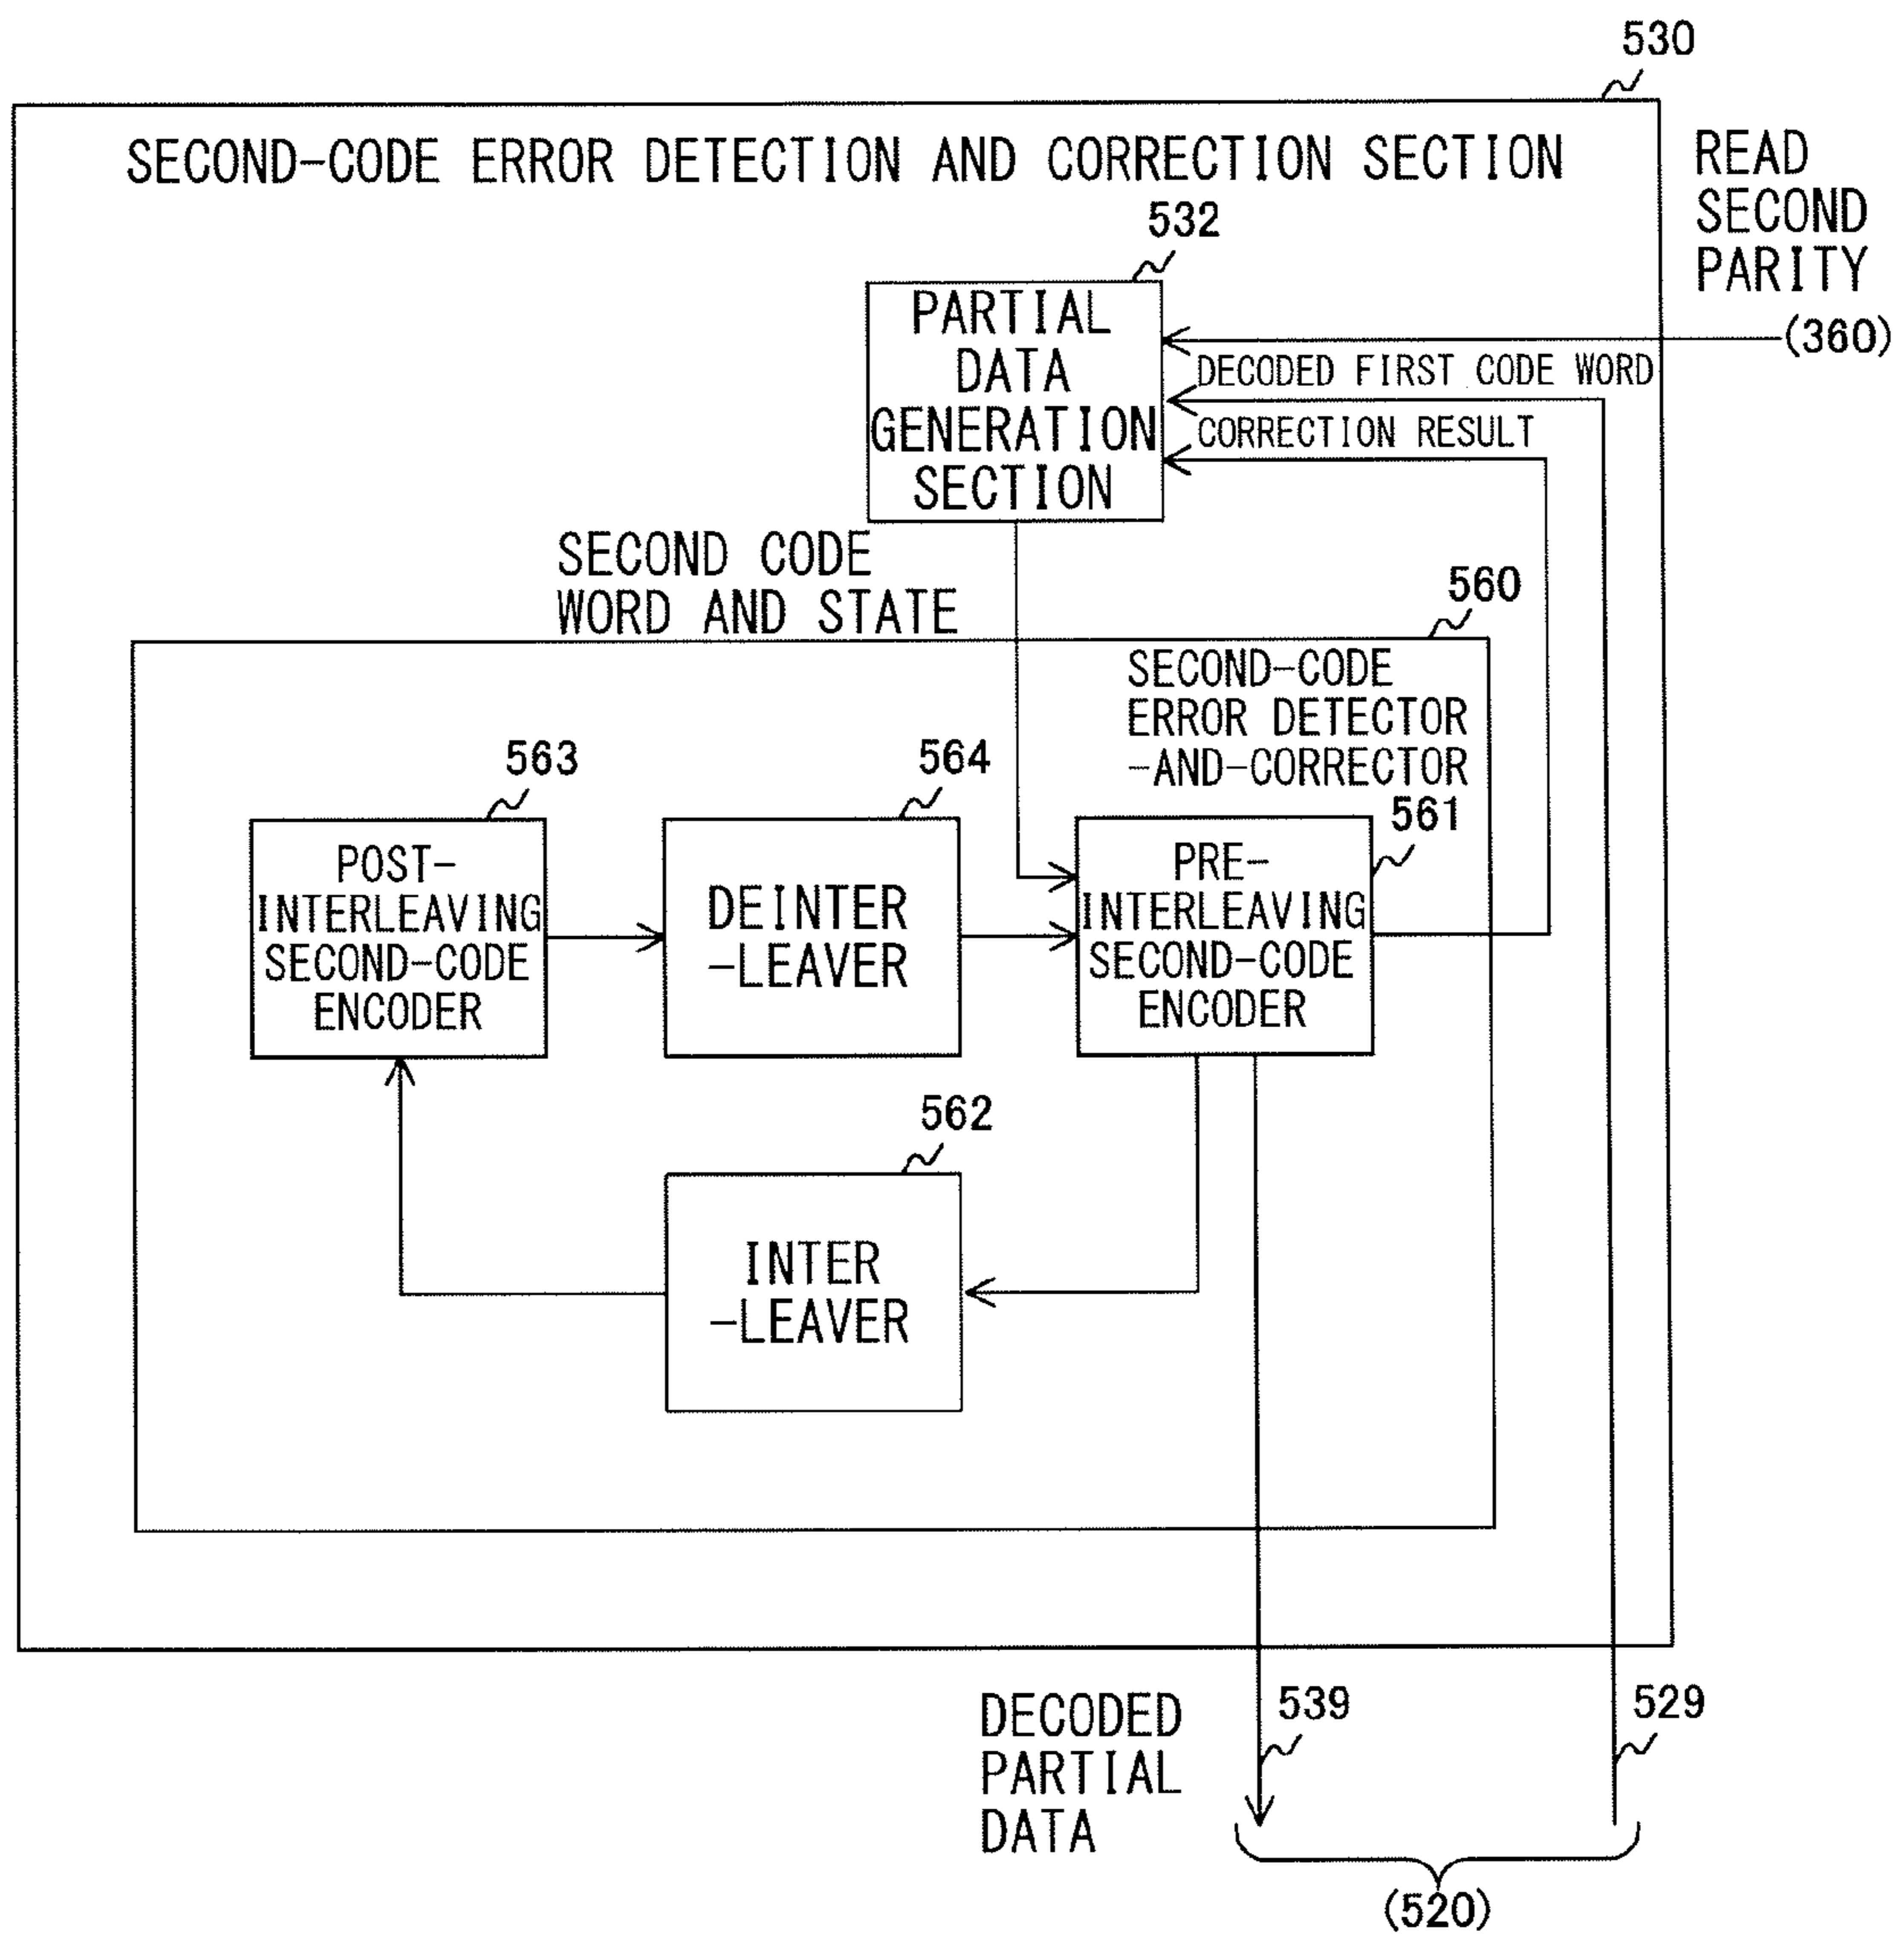 530
SECOND-CODE ERROR DETECTION AND CORRECTION SECTION
READ
SECOND
PARITY
(360)
532
PARTIAL
DATA
GENERATION
SECTION
DECODED FIRST CODE WORD
CORRECTION RESULT
SECOND CODE
WORD AND STATE
560
SECOND-CODE
ERROR DETECTOR
-AND-CORRECTOR
563
POST-
INTERLEAVING
SECOND-CODE
ENCODER
564
DEINTER
-LEAVER
561
PRE-
INTERLEAVING
SECOND-CODE
ENCODER
562
INTER
-LEAVER
DECODED
PARTIAL
DATA
539
529
(520)